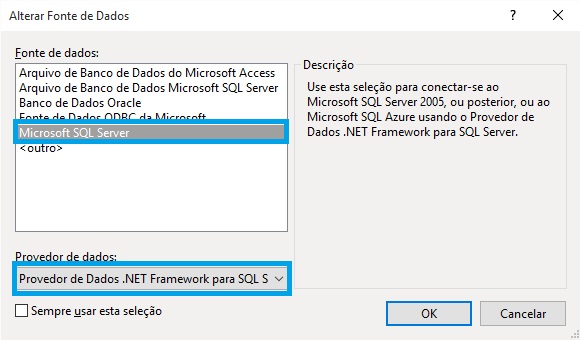 Alterar Fonte de Dados
Fonte de dados:
Arquivo de Banco de Dados do Microsoft Access
Arquivo de Banco de Dados Microsoft SQL Server
Banco de Dados Oracle
Fonte de Dados ODBC da Microsoft
Microsoft SQL Server
<outro>
Descrição
Use esta seleção para conectar-se ao
Microsoft SQL Server 2005, ou posterior, ou ao
Microsoft SQL Azure usando o Provedor de
Dados .NET Framework para SQL Server.
Provedor de dados:
Provedor de Dados .NET Framework para SQL S
Sempre usar esta seleção
OK
Cancelar